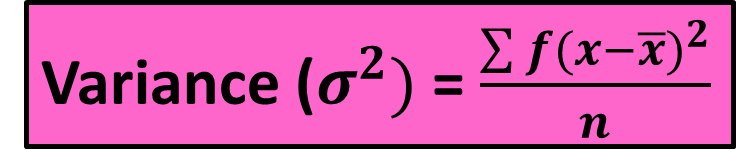 Variance (σ²) = ∑ f(x−x̄)² / n